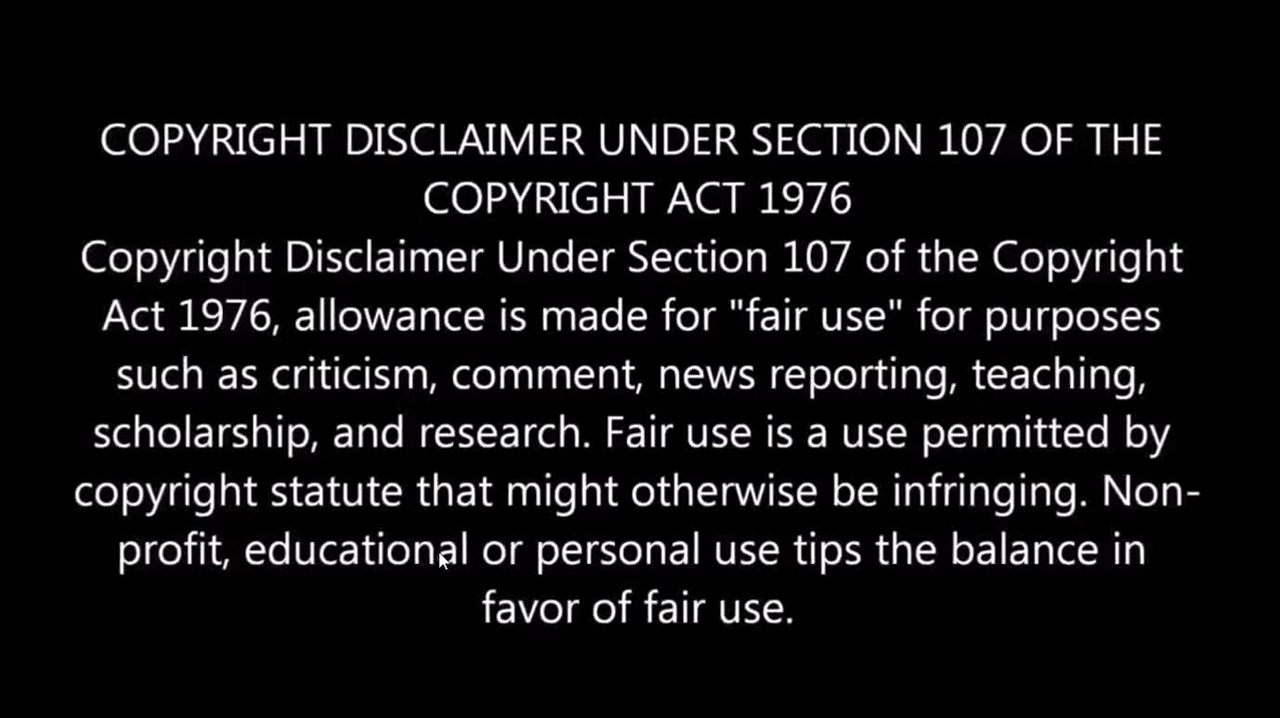 COPYRIGHT DISCLAIMER UNDER SECTION 107 OF THE
COPYRIGHT ACT 1976
Copyright Disclaimer Under Section 107 of the Copyright
Act 1976, allowance is made for "fair use" for purposes
such as criticism, comment, news reporting, teaching,
scholarship, and research. Fair use is a use permitted by
copyright statute that might otherwise be infringing. Non-
profit, educational or personal use tips the balance in
favor of fair use.